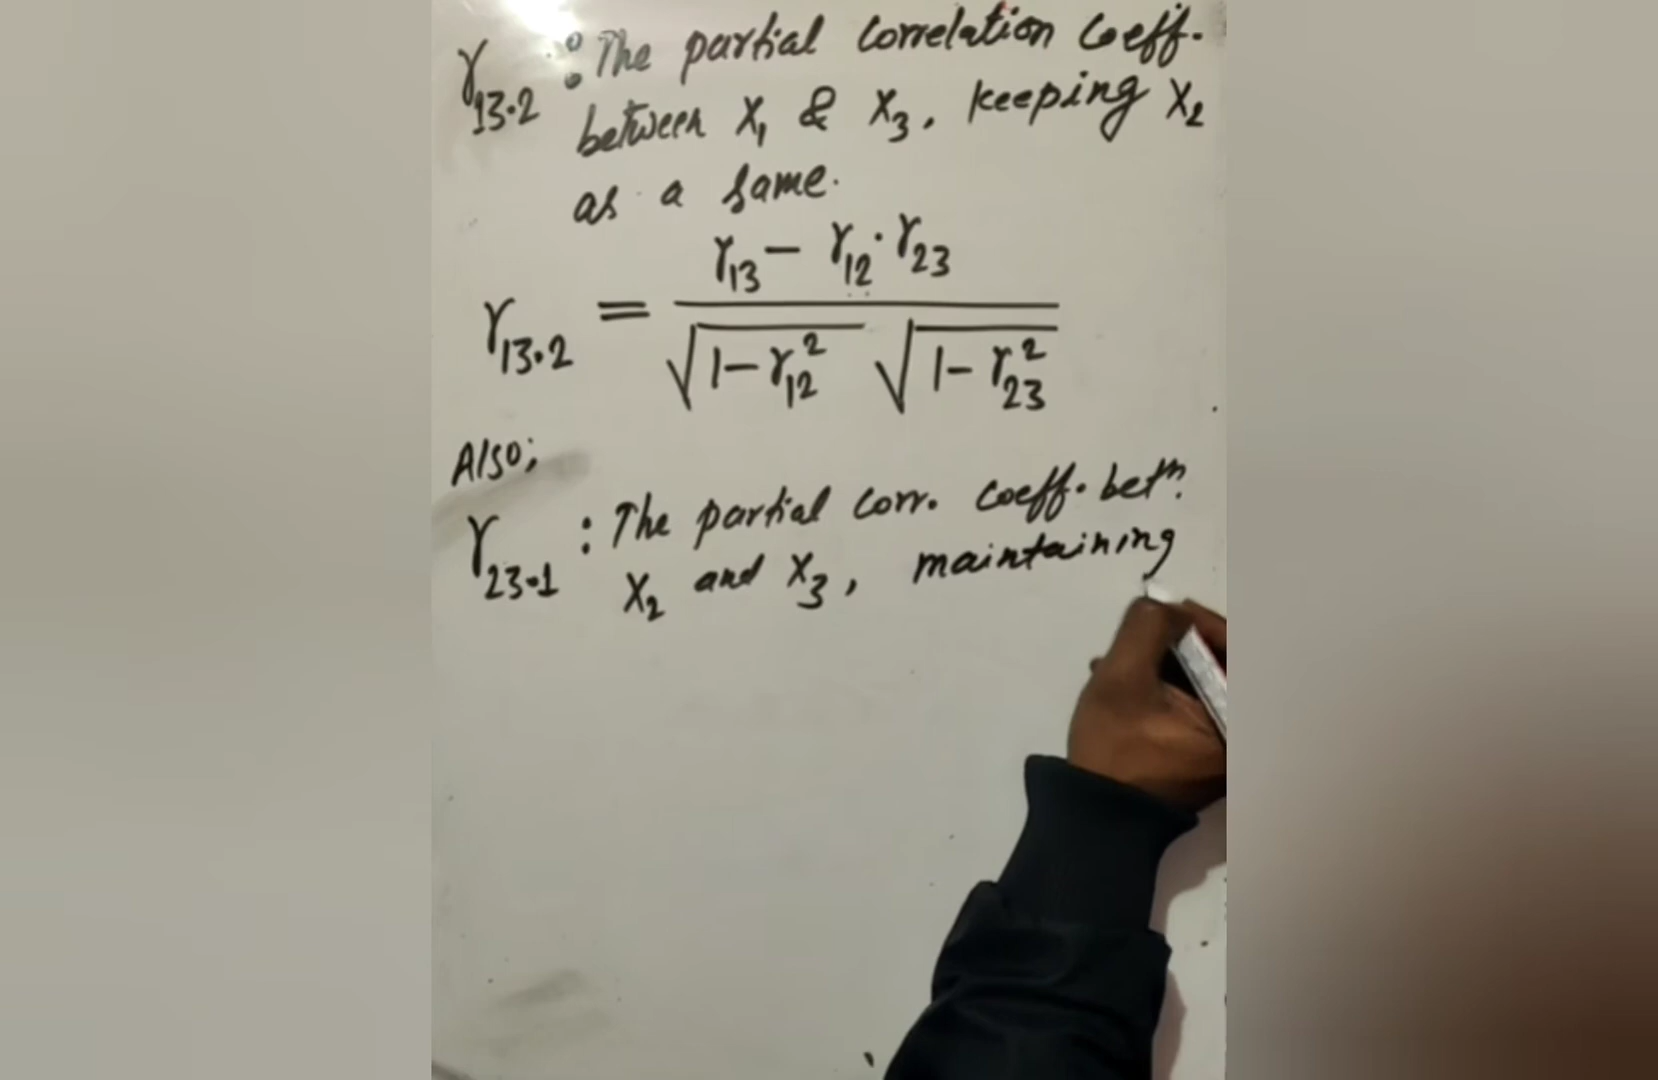 r₁₃.₂ : The partial correlation coeff.
between X₁ & X₃, keeping X₂
as a same.
r₁₃.₂ = (r₁₃ − r₁₂ · r₂₃) / (√(1 − r₁₂²) √(1 − r₂₃²))
Also;
r₂₃.₁ : The partial corr. coeff. betⁿ.
X₂ and X₃, maintaining